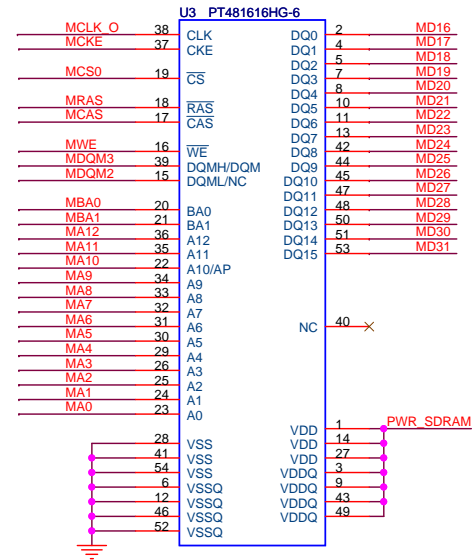 U3 PT481616HG-6
MCLK_O 38 CLK DQ0 2 MD16
MCKE 37 CKE DQ1 4 MD17
DQ2 5 MD18
MCS0 19 CS DQ3 7 MD19
DQ4 8 MD20
MRAS 18 RAS DQ5 10 MD21
MCAS 17 CAS DQ6 11 MD22
DQ7 13 MD23
MWE 16 WE DQ8 42 MD24
MDQM3 39 DQMH/DQM DQ9 44 MD25
MDQM2 15 DQML/NC DQ10 45 MD26
DQ11 47 MD27
MBA0 20 BA0 DQ12 48 MD28
MBA1 21 BA1 DQ13 50 MD29
MA12 36 A12 DQ14 51 MD30
MA11 35 A11 DQ15 53 MD31
MA10 22 A10/AP
MA9 34 A9
MA8 33 A8
MA7 32 A7
MA6 31 A6 NC 40
MA5 30 A5
MA4 29 A4
MA3 26 A3
MA2 25 A2
MA1 24 A1
MA0 23 A0
VDD 1 PWR_SDRAM
28 VSS VDD 14
41 VSS VDD 27
54 VSS VDDQ 3
6 VSSQ VDDQ 9
12 VSSQ VDDQ 43
46 VSSQ VDDQ 49
52 VSSQ